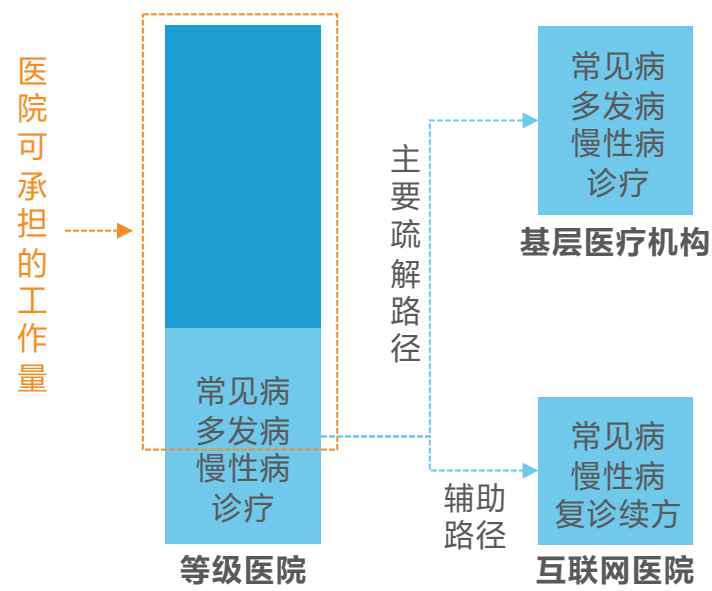 医院可承担的工作量
常见病
多发病
慢性病
诊疗
等级医院
主要疏解路径
辅助
路径
常见病
多发病
慢性病
诊疗
基层医疗机构
常见病
慢性病
复诊续方
互联网医院